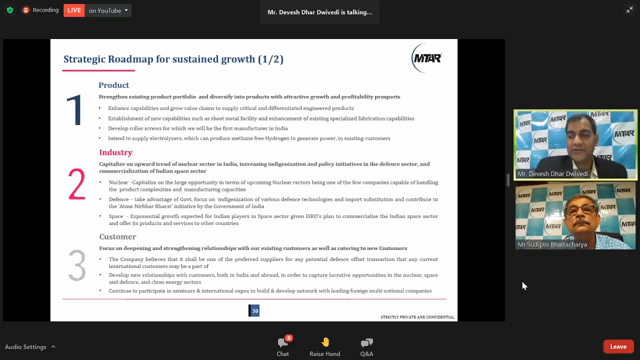 Recording
LIVE on YouTube
Mr. Devesh Dhar Dwivedi is talking...
Strategic Roadmap for sustained growth (1/2)
MTAR
1
Product
Strengthen existing product portfolio and diversify into products with attractive growth and profitability prospects
Enhance capabilities and grow value chains to supply critical and differentiated engineered products
Establishment of new capabilities such as sheet metal facility and enhancement of existing specialized fabrication capabilities
Develop roller screws for which we will be the first manufacturer in India
Intend to supply electrolyzers, which can produce methane free Hydrogen to generate power, to existing customers
2
Industry
Capitalize on upward trend of nuclear sector in India, increasing indigenization and policy initiatives in the defence sector, and
commercialization of Indian space sector
Nuclear -Capitalize on the large opportunity in terms of upcoming Nuclear rectors being one of the few companies capable of handling
the product complexities and manufacturing capacities
Defence - take advantage of Govt. focus on indigenization of various defence technologies and import substitution and contribute to
the "Atma-Nirbhar Bharat" initiative by the Government of India
Space - Exponential growth expected for Indian players in Space sector given ISRO's plan to commercialise the Indian space sector
and offer its products and services to other countries
3
Customer
Focus on deepening and strengthening relationships with our existing customers as well as catering to new Customers
The Company believes that it shall be one of the preferred suppliers for any potential defence offset transaction that any current
international customers may be a part of
Develop new relationships with customers, both in India and abroad, in order to capture lucrative opportunities in the nuclear, space
and defence, and clean energy sectors
Continue to participate in seminars & international expos to build & develop network with leading foreign multi-national companies
30
STRICTLY PRIVATE AND CONFIDENTIAL
MTAR
Mr. Devesh Dhar Dwivedi
MTAR
Mr.Sudipto Bhattacharya
Audio Settings
8
Chat
Raise Hand
Q&A
Leave